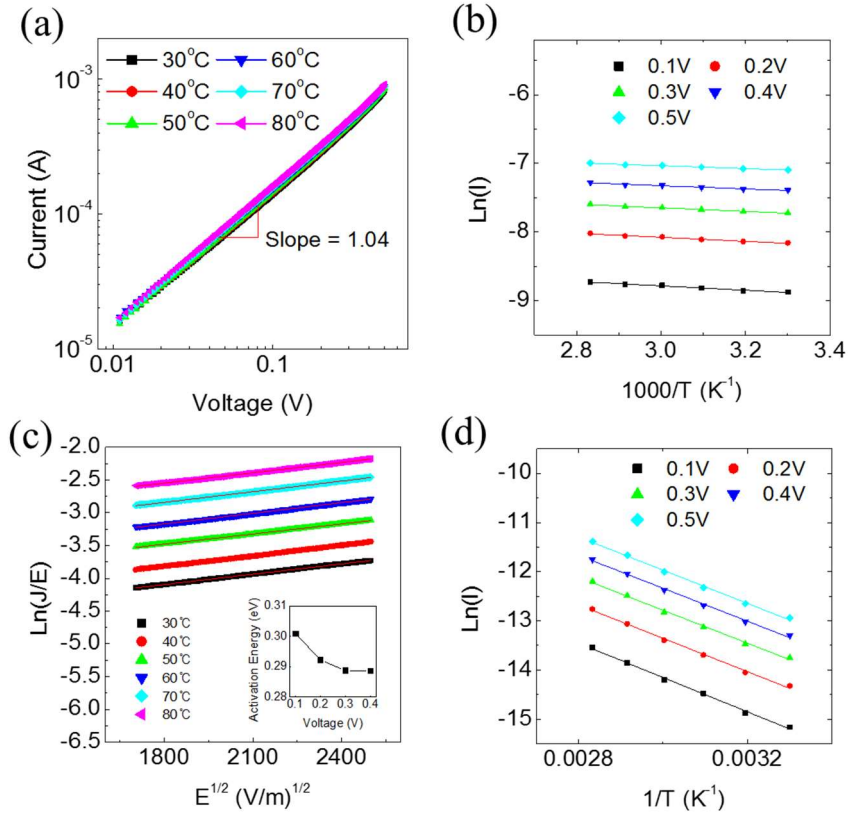 (a)
Current (A)
10⁻³
10⁻⁴
10⁻⁵
30°C 60°C
40°C 70°C
50°C 80°C
Slope = 1.04
0.01 0.1
Voltage (V)
(b)
Ln(I)
-6
-7
-8
-9
0.1V 0.2V
0.3V 0.4V
0.5V
2.8 3.0 3.2 3.4
1000/T (K⁻¹)
(c)
Ln(J/E)
-2.0
-2.5
-3.0
-3.5
-4.0
-4.5
-5.0
-5.5
-6.0
-6.5
30℃
40℃
50℃
60℃
70℃
80℃
Activation Energy (eV)
0.31
0.30
0.29
0.28
0.1 0.2 0.3 0.4
Voltage (V)
1800 2100 2400
E¹ᐟ² (V/m)¹ᐟ²
(d)
Ln(I)
-10
-11
-12
-13
-14
-15
0.1V 0.2V
0.3V 0.4V
0.5V
0.0028 0.0032
1/T (K⁻¹)